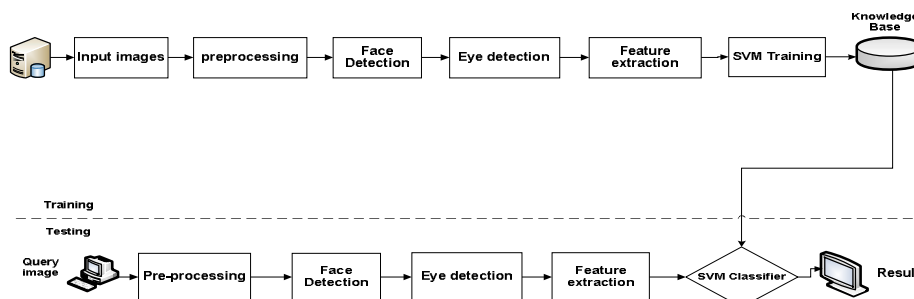 Knowledge
Base
Input images
preprocessing
Face
Detection
Eye detection
Feature
extraction
SVM Training
Training
Testing
Query
image
Pre-processing
Face
Detection
Eye detection
Feature
extraction
SVM Classifier
Resul